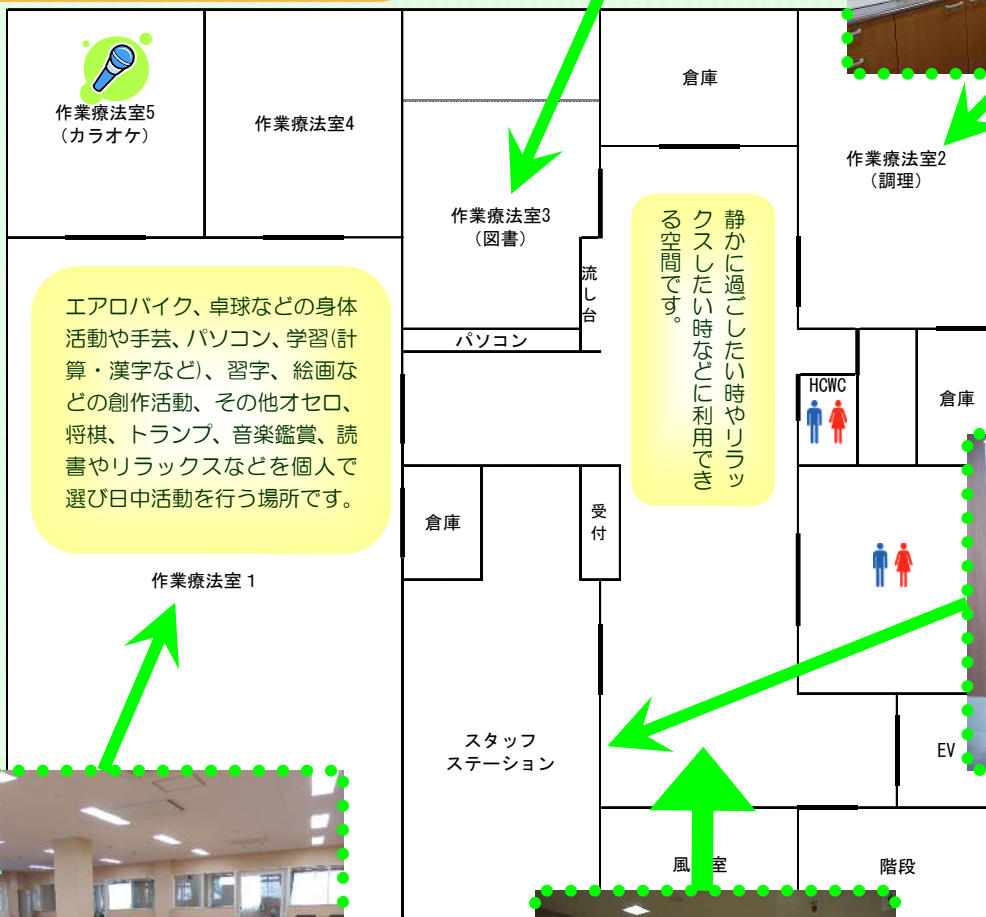 作業療法室5
（カラオケ）
作業療法室4
倉庫
作業療法室2
（調理）
作業療法室3
（図書）
流し台
パソコン
静かに過ごしたい時やリラッ
クスしたい時などに利用でき
る空間です。
エアロバイク、卓球などの身体
活動や手芸、パソコン、学習(計
算・漢字など)、習字、絵画な
どの創作活動、その他オセロ、
将棋、トランプ、音楽鑑賞、読
書やリラックスなどを個人で
選び日中活動を行う場所です。
HCWC
倉庫
倉庫
受付
作業療法室１
スタッフ
ステーション
EV
風 室
階段